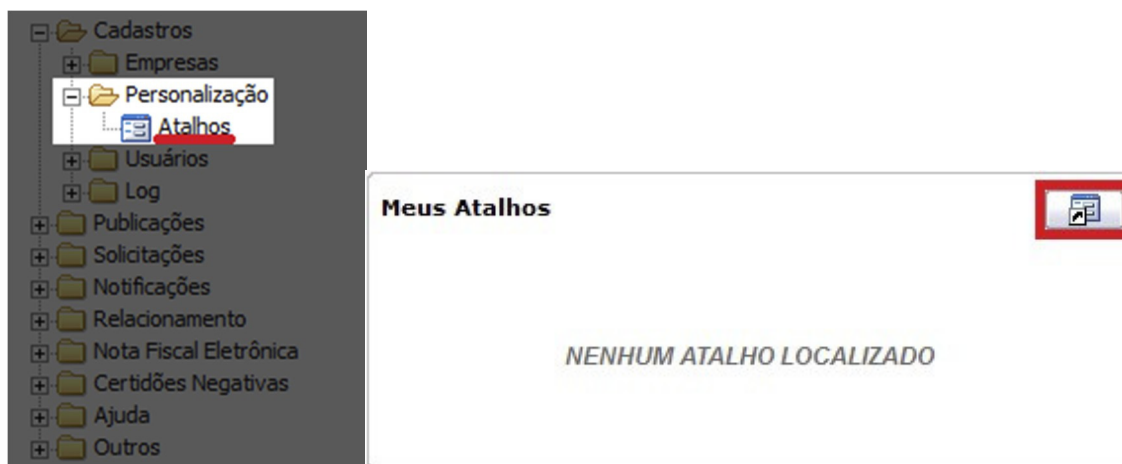 Cadastros
Empresas
Personalização
Atalhos
Usuários
Log
Publicações
Solicitações
Notificações
Relacionamento
Nota Fiscal Eletrônica
Certidões Negativas
Ajuda
Outros
Meus Atalhos
NENHUM ATALHO LOCALIZADO